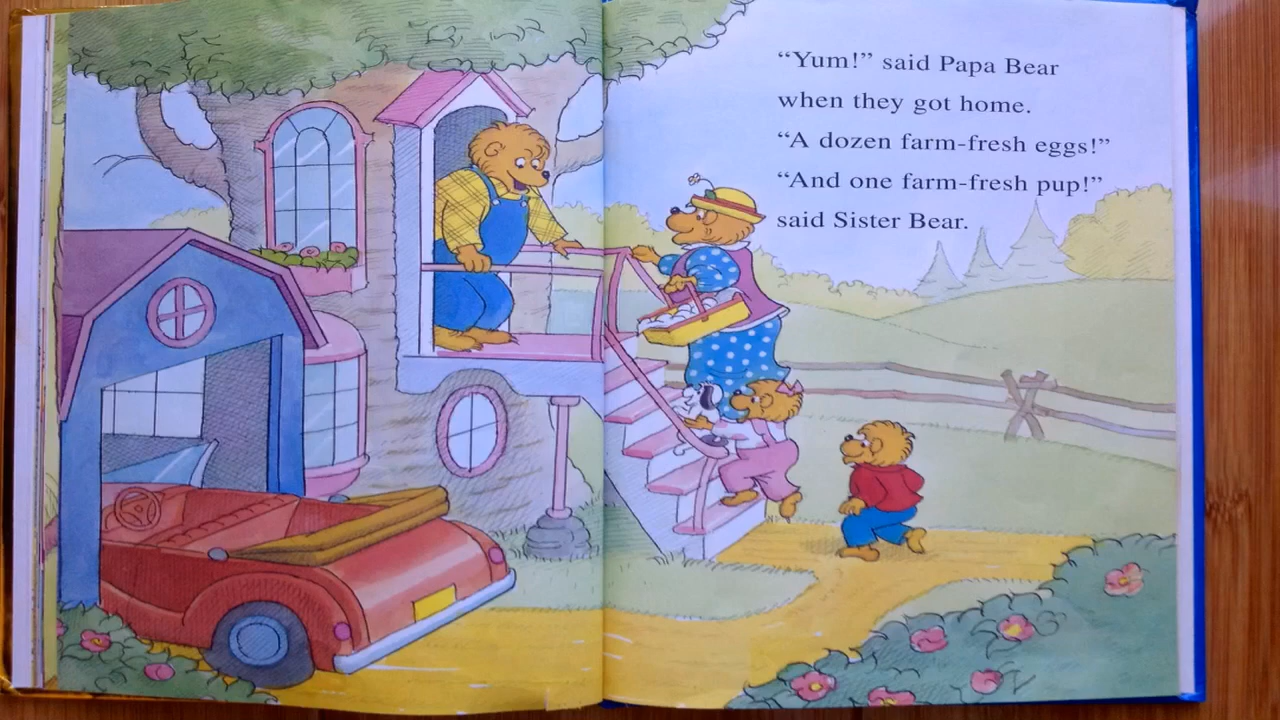 “Yum!” said Papa Bear
when they got home.
“A dozen farm-fresh eggs!”
“And one farm-fresh pup!”
said Sister Bear.